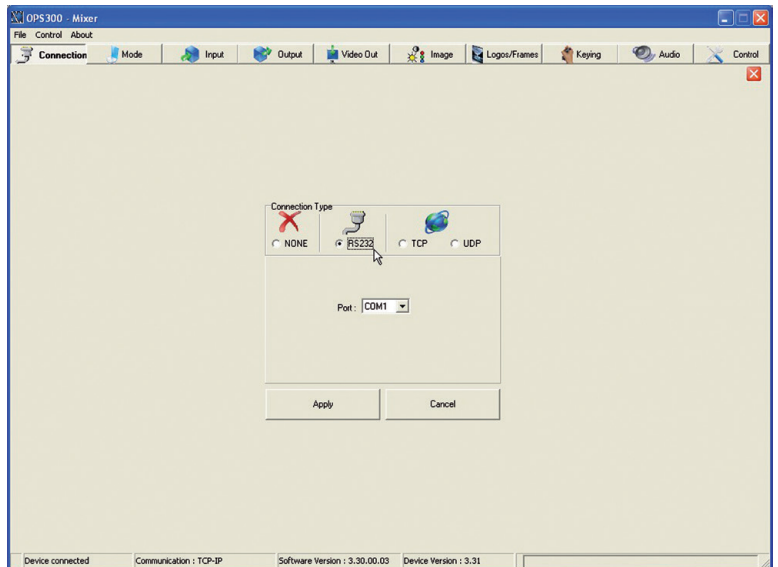 OPS300 - Mixer
File Control About
Connection Mode Input Output Video Out Image Logos/Frames Keying Audio Control
Connection Type
NONE RS232 TCP UDP
Port : COM1
Apply Cancel
Device connected Communication : TCP-IP Software Version : 3.30.00.03 Device Version : 3.31